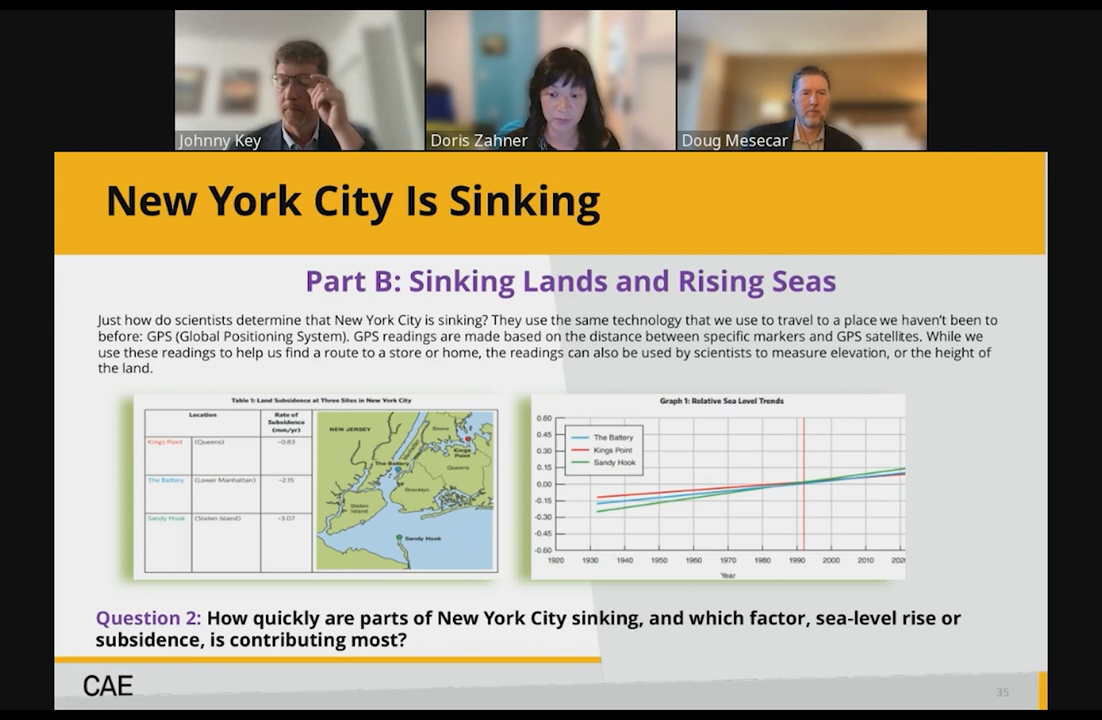 Johnny Key
Doris Zahner
Doug Mesecar
New York City Is Sinking
Part B: Sinking Lands and Rising Seas
Just how do scientists determine that New York City is sinking? They use the same technology that we use to travel to a place we haven't been to
before: GPS (Global Positioning System). GPS readings are made based on the distance between specific markers and GPS satellites. While we
use these readings to help us find a route to a store or home, the readings can also be used by scientists to measure elevation, or the height of
the land.
Table 1: Land Subsidence at Three Sites in New York City
Location
Rate of
Subsidence
(mm/yr)
Kings Point (Queens) -0.83
The Battery (Lower Manhattan) -2.15
Sandy Hook (Staten Island) -3.07
NEW JERSEY
Bronx
Kings
Point
Manhattan
The Battery
Queens
Brooklyn
Staten
Island
Sandy Hook
Graph 1: Relative Sea Level Trends
0.60
0.45
0.30
0.15
0.00
-0.15
-0.30
-0.45
-0.60
The Battery
Kings Point
Sandy Hook
1920 1930 1940 1950 1960 1970 1980 1990 2000 2010
Year
Question 2: How quickly are parts of New York City sinking, and which factor, sea-level rise or
subsidence, is contributing most?
CAE
35